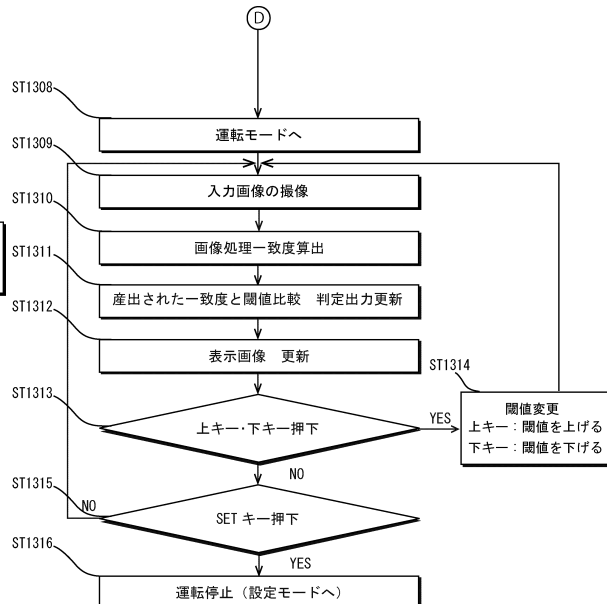 D
ST1308
運転モードへ
ST1309
入力画像の撮像
ST1310
画像処理一致度算出
ST1311
産出された一致度と閾値比較　判定出力更新
ST1312
表示画像　更新
ST1313
上キー･下キー押下
YES
ST1314
閾値変更
上キー：閾値を上げる
下キー：閾値を下げる
NO
ST1315
NO
SET キー押下
YES
ST1316
運転停止（設定モードへ）